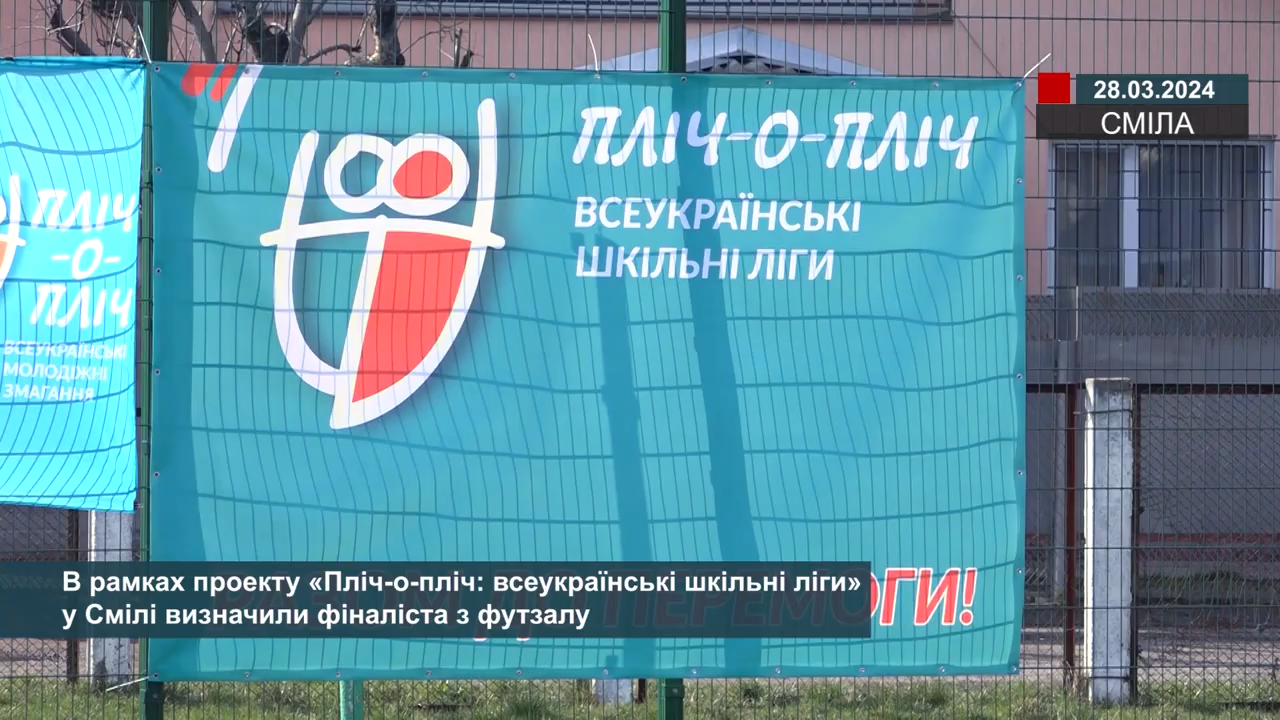 28.03.2024
СМІЛА
ПЛІЧ-О-ПЛІЧ
ВСЕУКРАЇНСЬКІ
ШКІЛЬНІ ЛІГИ
ПЛІЧ
-О-
ПЛІЧ
ВСЕУКРАЇНСЬКІ
МОЛОДІЖНІ
ЗМАГАННЯ
В рамках проекту «Пліч-о-пліч: всеукраїнські шкільні ліги»
у Смілі визначили фіналіста з футзалу